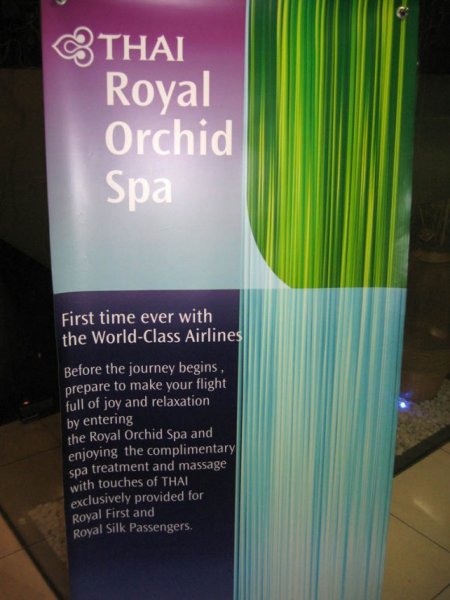 THAI
Royal
Orchid
Spa
First time ever with
the World-Class Airlines
Before the journey begins ,
prepare to make your flight
full of joy and relaxation
by entering
the Royal Orchid Spa and
enjoying the complimentary
spa treatment and massage
with touches of THAI
exclusively provided for
Royal First and
Royal Silk Passengers.